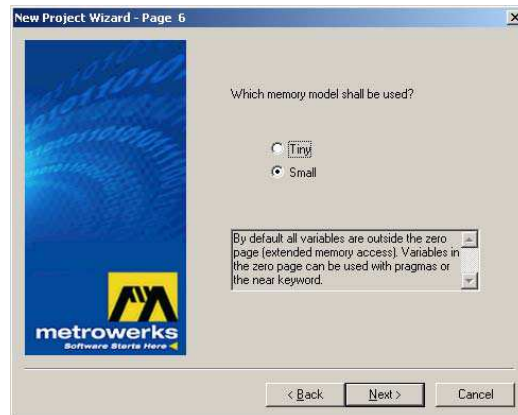 New Project Wizard - Page 6
Which memory model shall be used?
Tiny
Small
By default all variables are outside the zero
page (extended memory access). Variables in
the zero page can be used with pragmas or
the near keyword.
metrowerks
Software Starts Here
< Back
Next >
Cancel